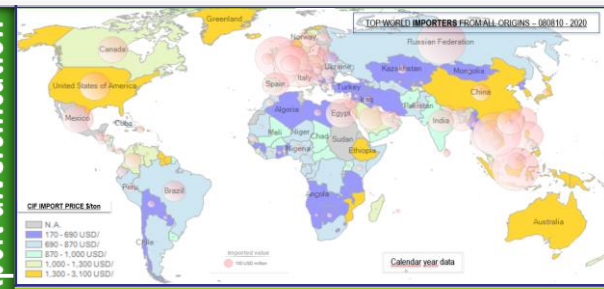 TOP WORLD IMPORTERS FROM ALL ORIGINS – 080810 - 2020
Greenland
Norway
Russian Federation
Canada
Ukraine
Kazakhstan
Mongolia
United States of America
Italy
Spain
Turkey
China
Mexico
Cuba
Algeria
Egypt
Pakistan
India
Mali
Niger
Chad
Sudan
Nigeria
Ethiopia
Peru
Brazil
Angola
Chile
Australia
CIF IMPORT PRICE $/ton
N.A.
170 - 690 USD/
690 - 870 USD/
870 - 1,000 USD/
1,000 - 1,300 USD/
1,300 - 3,100 USD/
Imported value
100 USD million
Calendar year data